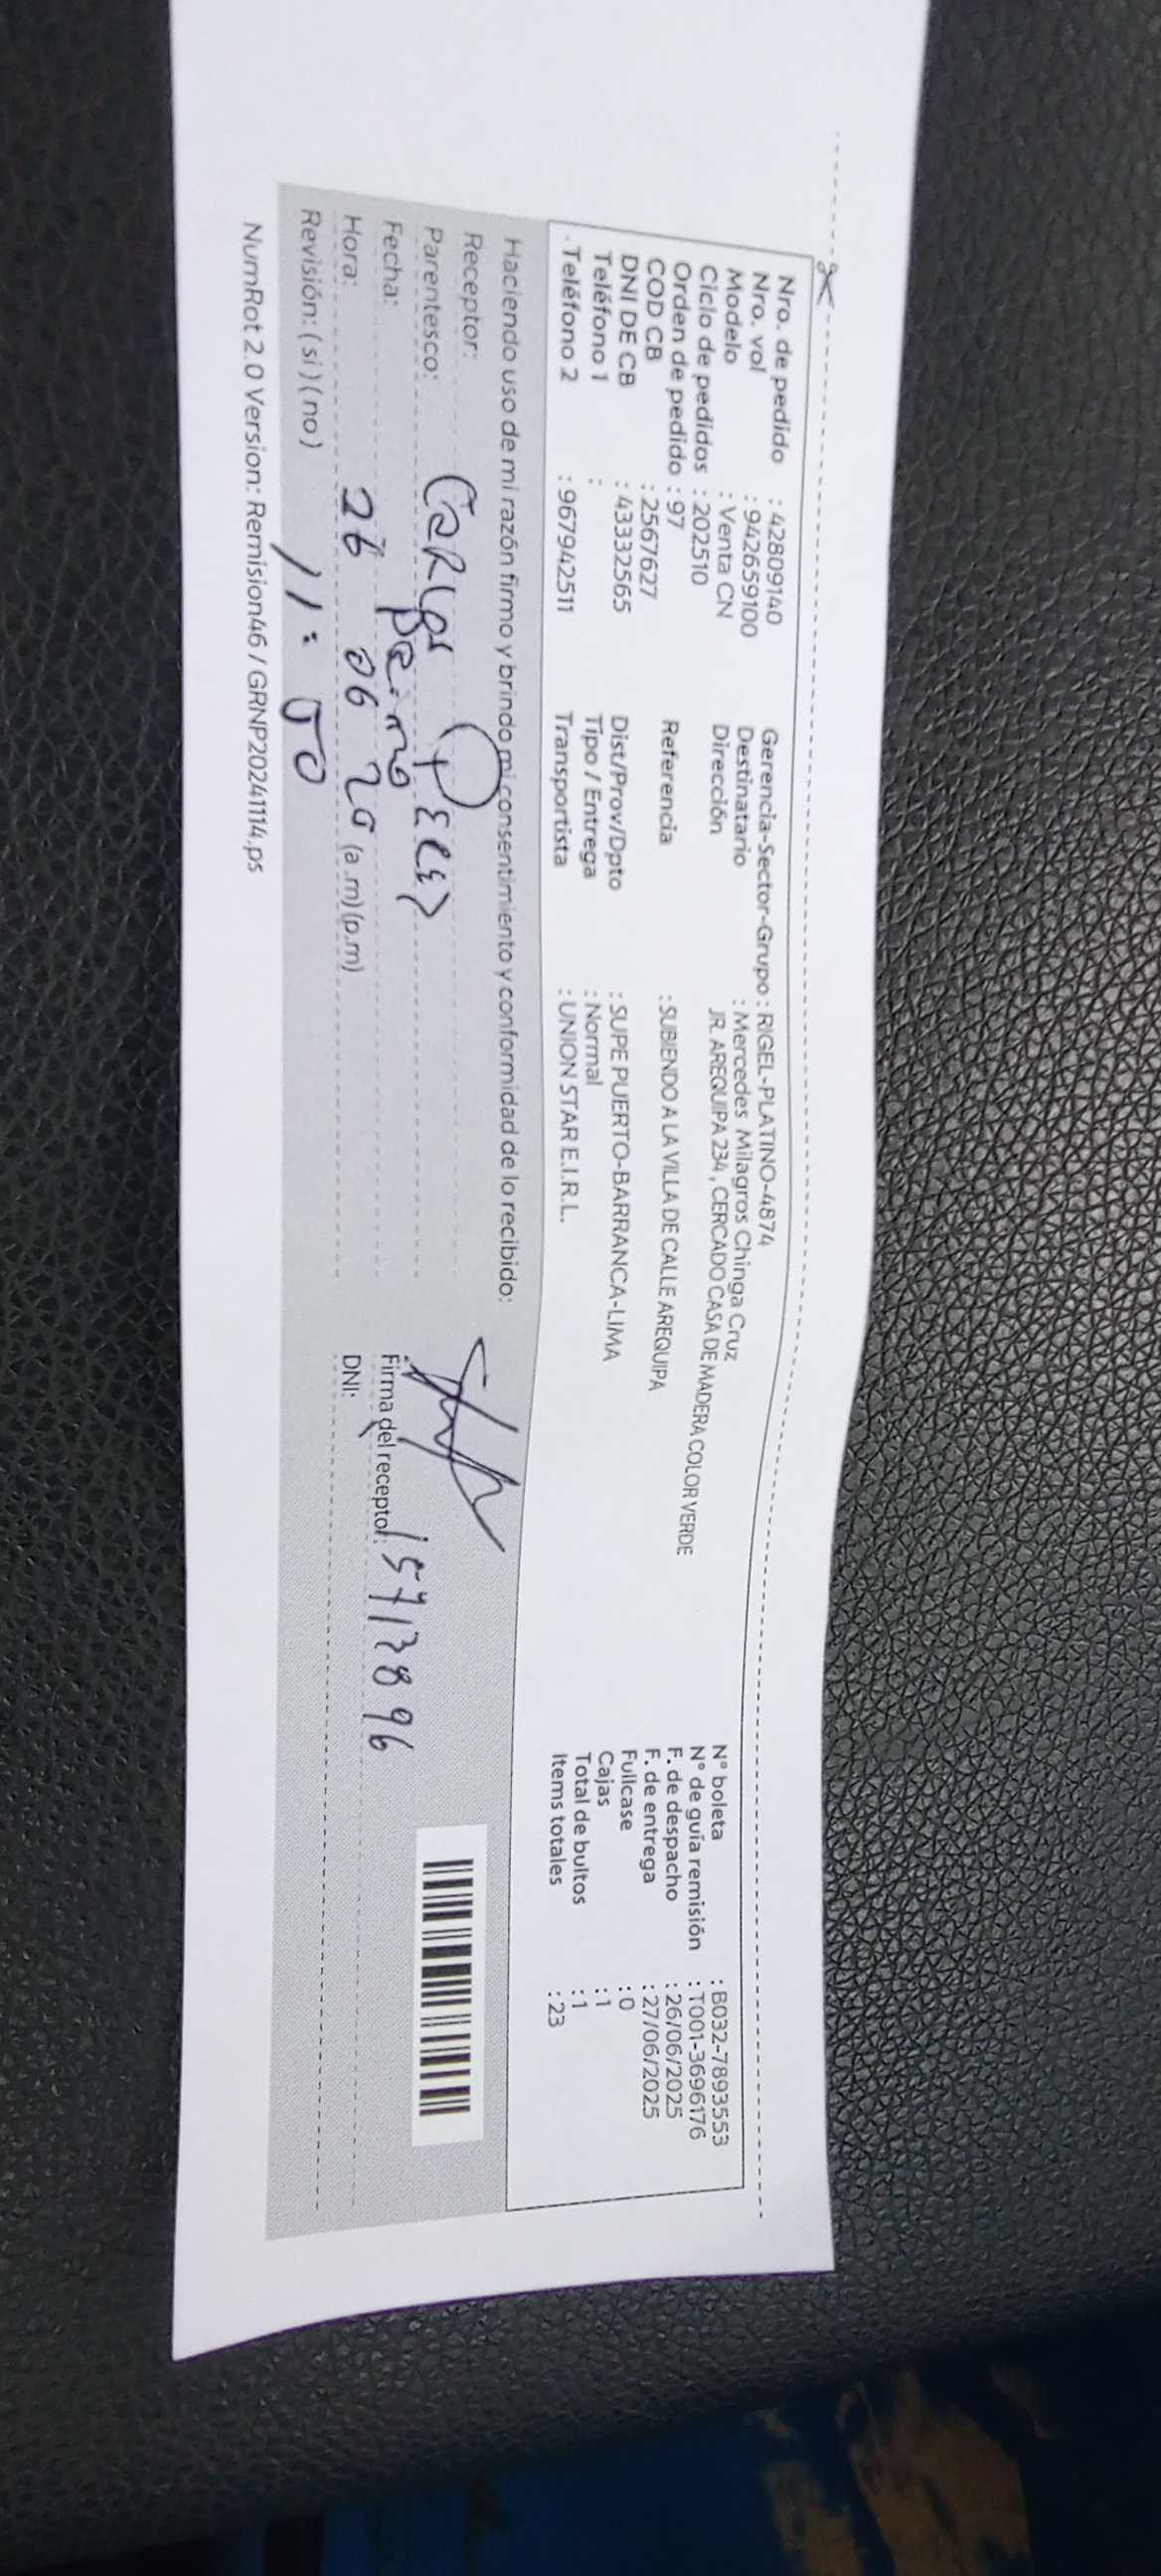 Nro. de pedido : 42809140
Nro. vol : 942659100
Modelo : Venta CN
Ciclo de pedidos : 202510
Orden de pedido : 97
COD CB : 2567627
DNI DE CB : 43332565
Teléfono 1 :
Teléfono 2 : 967942511
Gerencia-Sector-Grupo : RIGEL-PLATINO-4874
Destinatario : Mercedes Milagros Chinga Cruz
Dirección JR. AREQUIPA 234 , CERCADO CASA DE MADERA COLOR VERDE
Referencia : SUBIENDO A LA VILLA DE CALLE AREQUIPA
Dist/Prov/Dpto : SUPE PUERTO-BARRANCA-LIMA
Tipo / Entrega : Normal
Transportista : UNION STAR E.I.R.L.
N° boleta : B032-7893553
N° de guía remisión : T001-3696176
F. de despacho : 26/06/2025
F. de entrega : 27/06/2025
Fullcase : 0
Cajas : 1
Total de bultos : 1
Items totales : 23
Haciendo uso de mi razón firmo y brindo mi consentimiento y conformidad de lo recibido:
Receptor: Carlos
Parentesco:
Fecha: 26 06 25
Hora: 11:50 (a.m)(p.m)
Revisión: ( si ) ( no )
Firma del receptor:
DNI:
NumRot 2.0 Version: Remision46 / GRNP20241114.ps